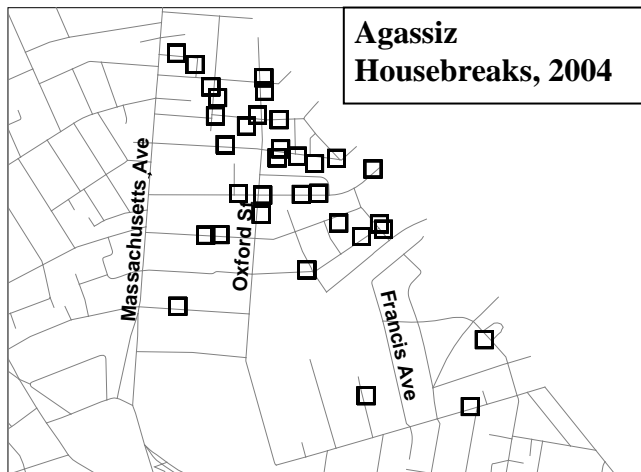 Agassiz
Housebreaks, 2004
Massachusetts Ave
Oxford St
Francis Ave